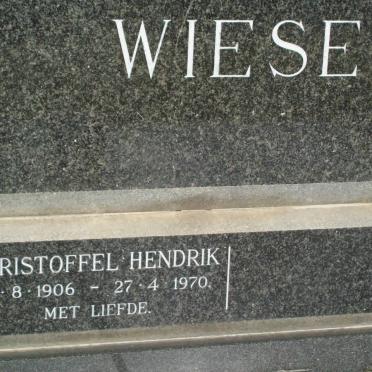 WIESE
RISTOFFEL HENDRIK
· 8 · 1906 - 27 · 4 · 1970.
MET LIEFDE.